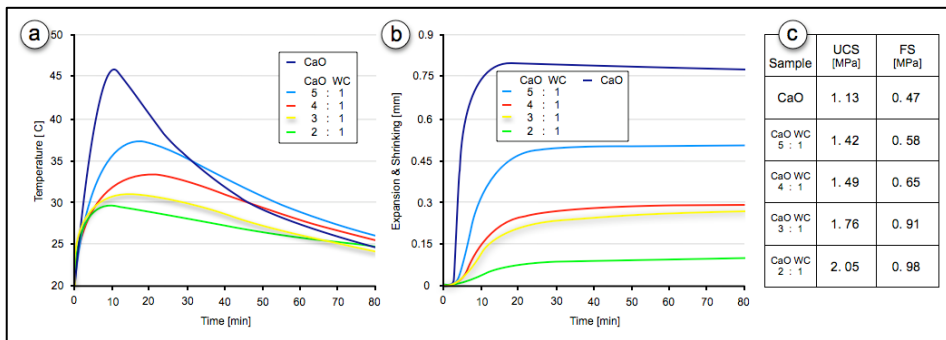 a
50
45
40
35
30
25
20
0
10
20
30
40
50
60
70
80
Temperature [ C]
Time [min]
CaO
CaO WC
5 : 1
4 : 1
3 : 1
2 : 1
b
0.9
0.75
0.6
0.45
0.3
0.15
0
0
10
20
30
40
50
60
70
80
Expansion & Shrinking [mm]
Time [min]
CaO WC
CaO
5 : 1
4 : 1
3 : 1
2 : 1
c
Sample
UCS
[MPa]
FS
[MPa]
CaO
1. 13
0. 47
CaO WC
5 : 1
1. 42
0. 58
CaO WC
4 : 1
1. 49
0. 65
CaO WC
3 : 1
1. 76
0. 91
CaO WC
2 : 1
2. 05
0. 98